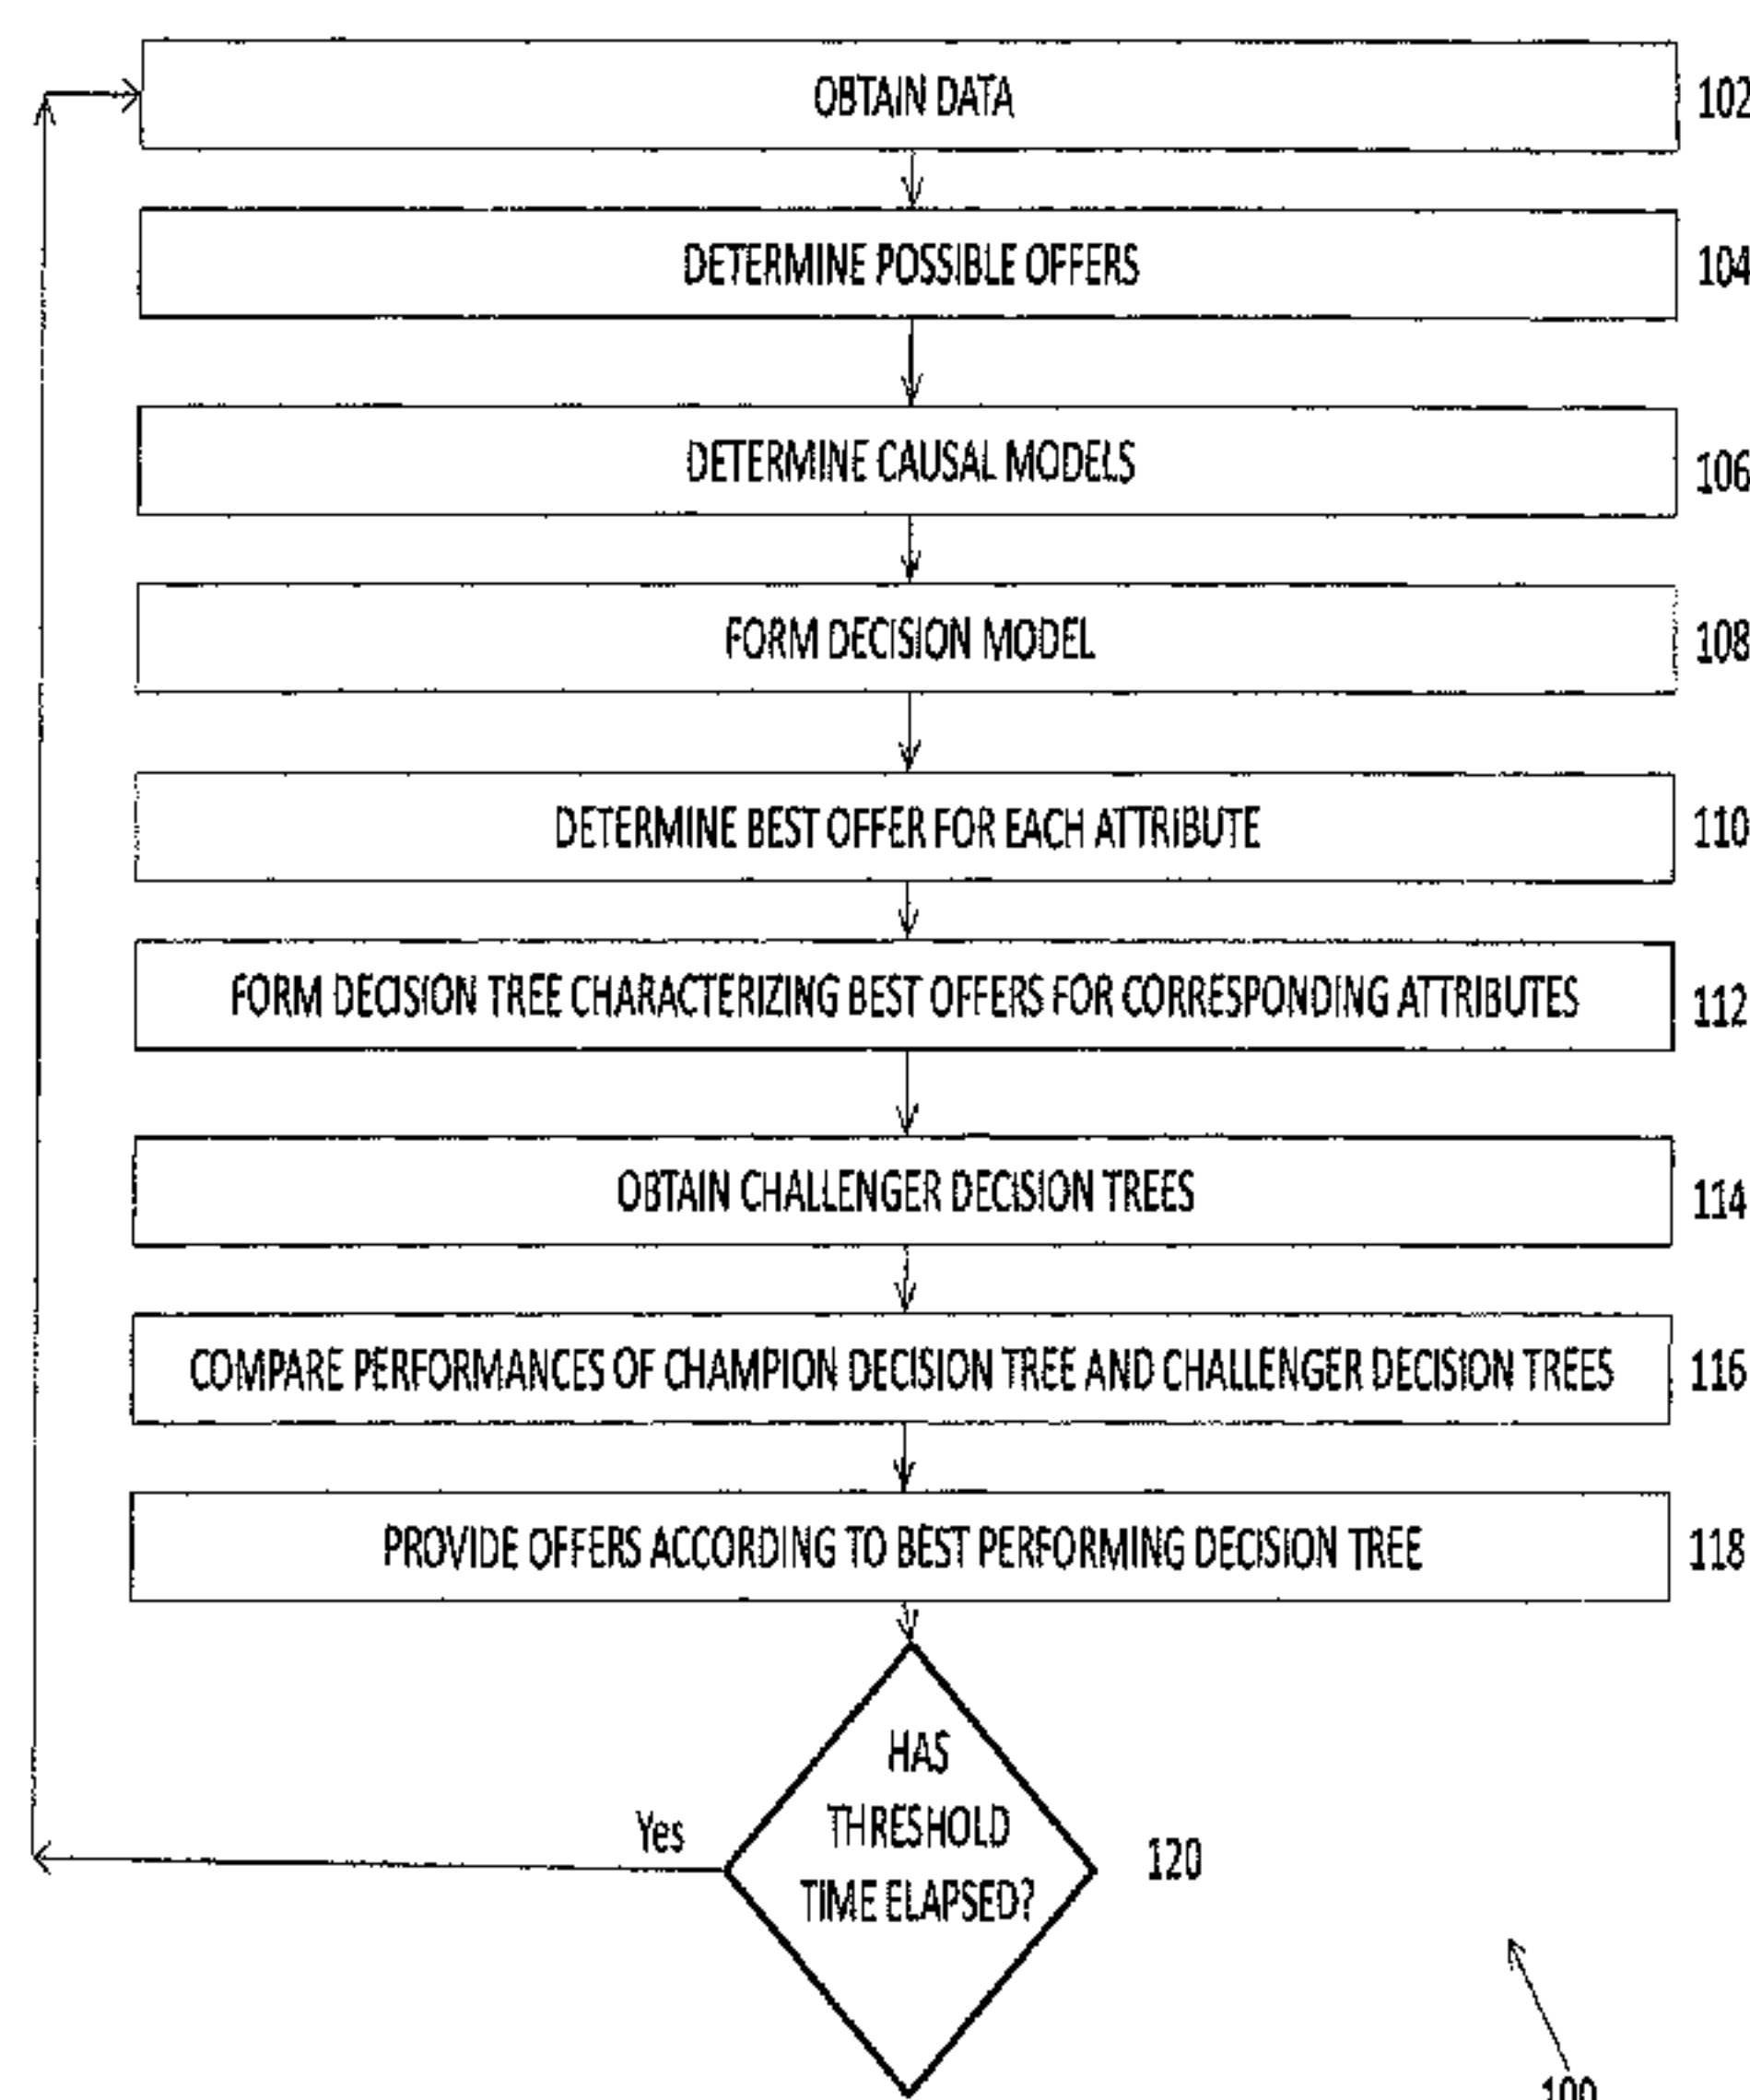 OBTAIN DATA 102
DETERMINE POSSIBLE OFFERS 104
DETERMINE CAUSAL MODELS 106
FORM DECISION MODEL 108
DETERMINE BEST OFFER FOR EACH ATTRIBUTE 110
FORM DECISION TREE CHARACTERIZING BEST OFFERS FOR CORRESPONDING ATTRIBUTES 112
OBTAIN CHALLENGER DECISION TREES 114
COMPARE PERFORMANCES OF CHAMPION DECISION TREE AND CHALLENGER DECISION TREES 116
PROVIDE OFFERS ACCORDING TO BEST PERFORMING DECISION TREE 118
HAS
THRESHOLD
TIME ELAPSED?
Yes
120
100